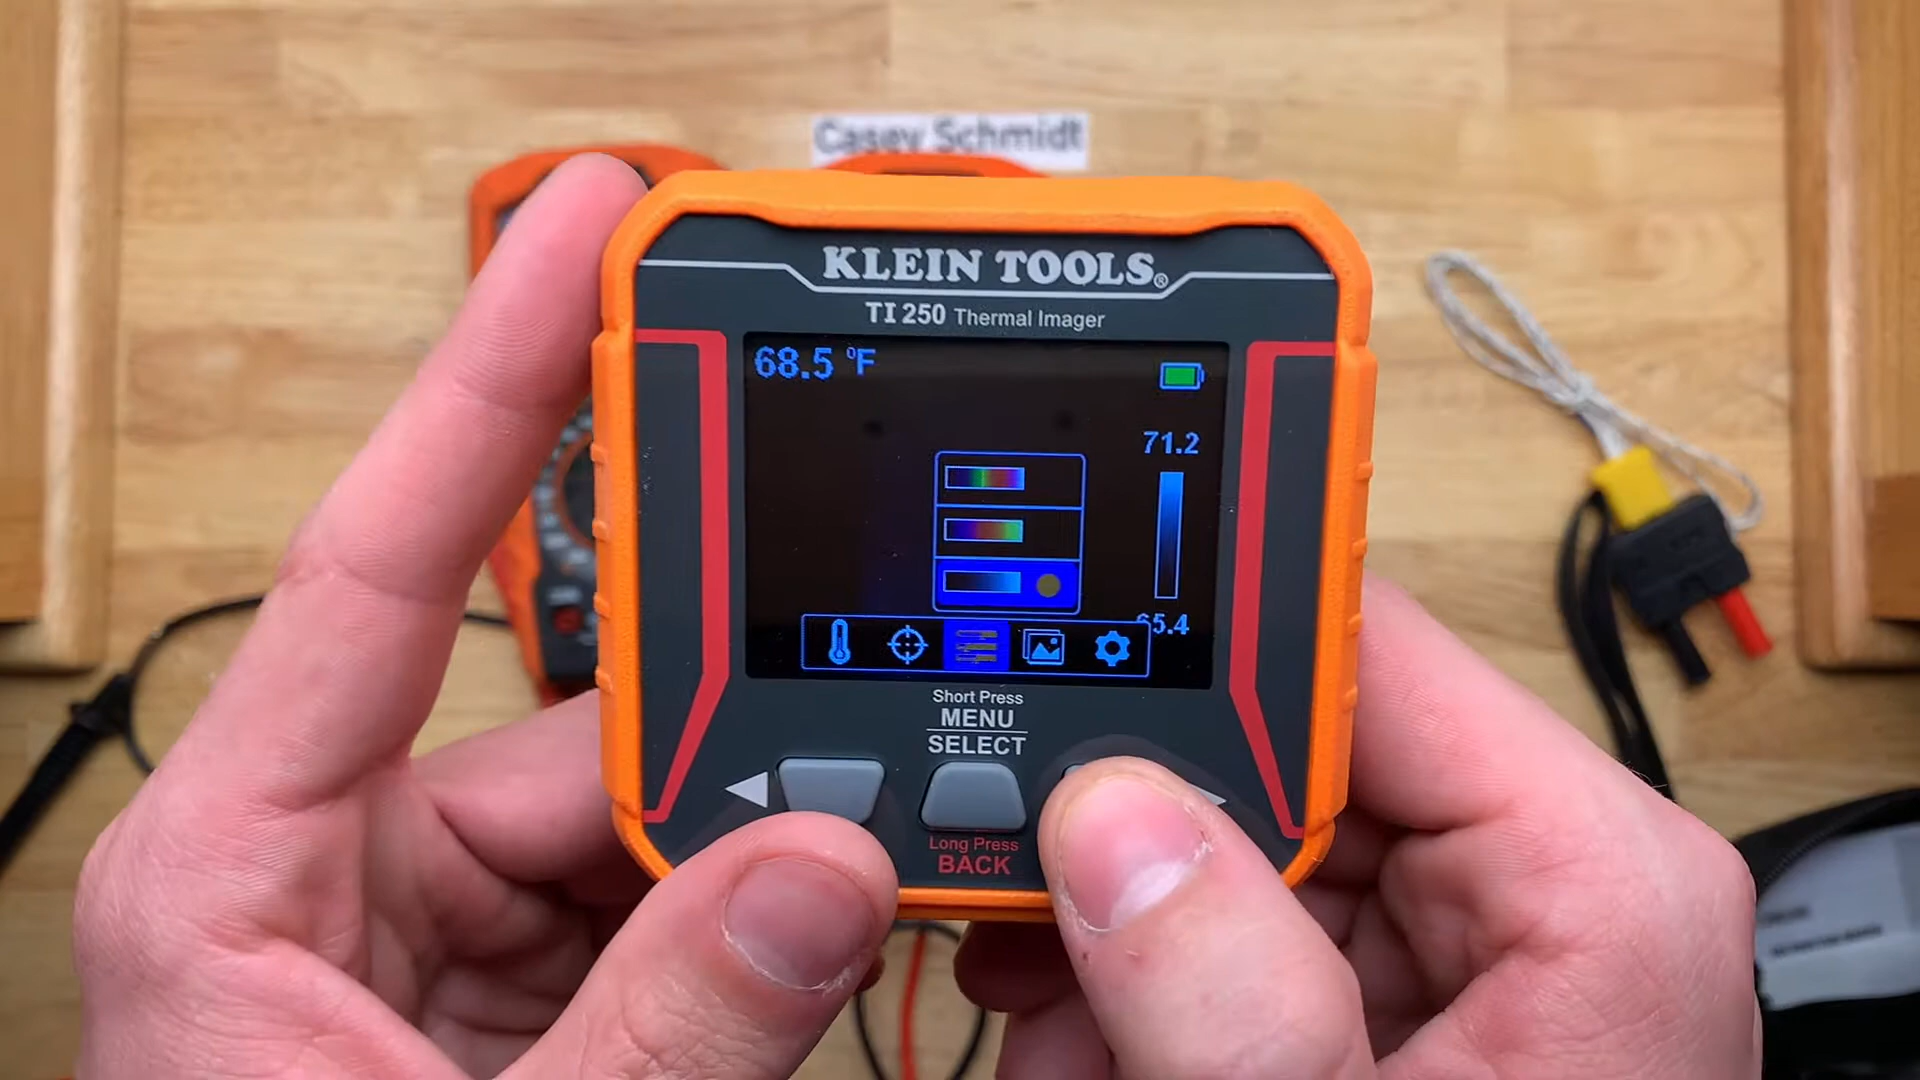 Casey Schmidt
KLEIN TOOLS®
TI 250 Thermal Imager
68.5 °F
71.2
65.4
Short Press
MENU
SELECT
Long Press
BACK